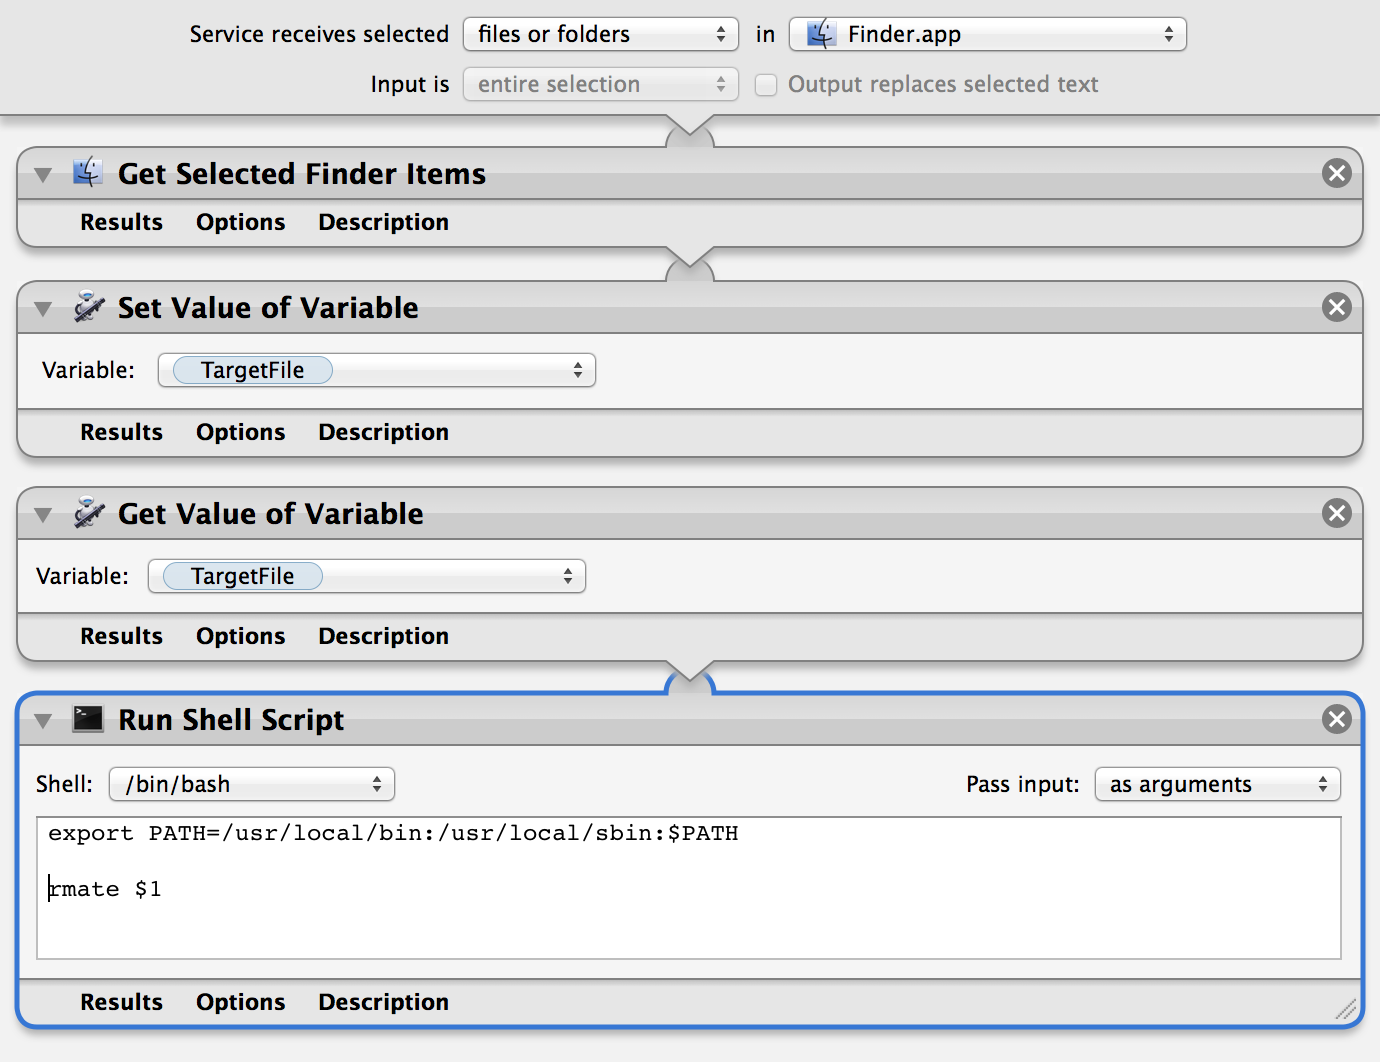 Service receives selected files or folders in Finder.app
Input is entire selection Output replaces selected text
Get Selected Finder Items
Results Options Description
Set Value of Variable
Variable: TargetFile
Results Options Description
Get Value of Variable
Variable: TargetFile
Results Options Description
Run Shell Script
Shell: /bin/bash Pass input: as arguments
export PATH=/usr/local/bin:/usr/local/sbin:$PATH
rmate $1
Results Options Description